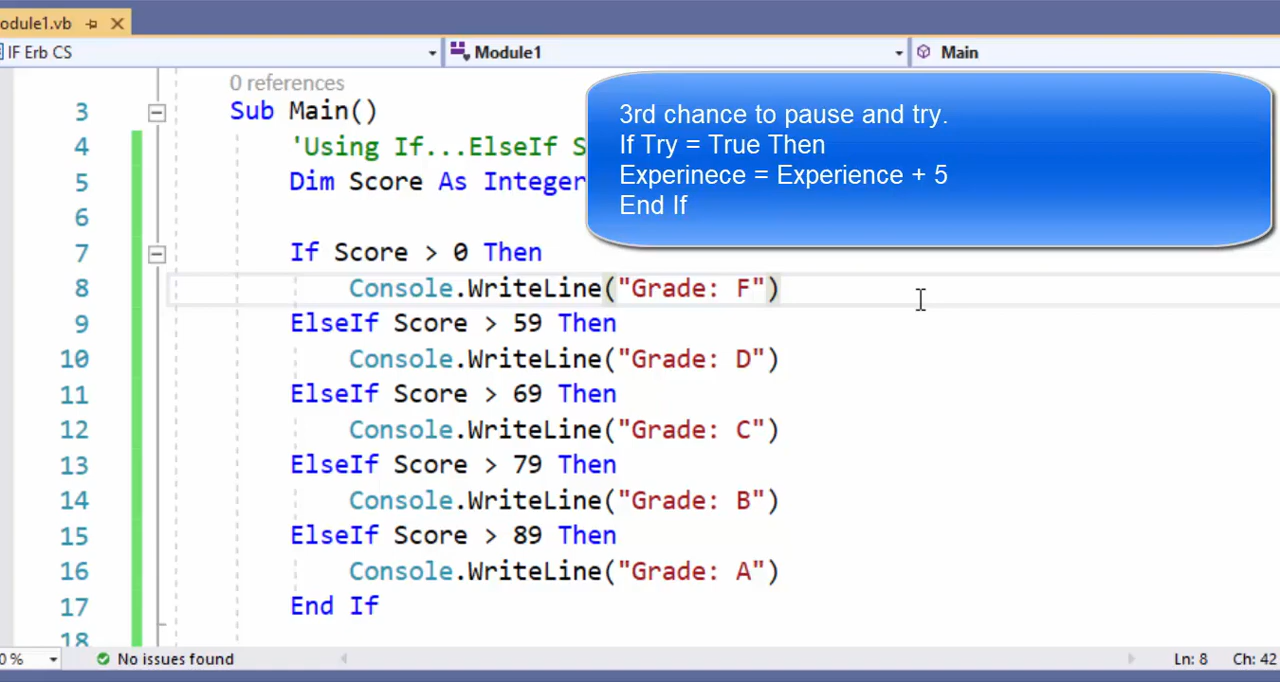 odule1.vb
IF Erb CS
Module1
Main
0 references
3 Sub Main()
4 'Using If...ElseIf S
5 Dim Score As Integer
6
7 If Score > 0 Then
8 Console.WriteLine("Grade: F")
9 ElseIf Score > 59 Then
10 Console.WriteLine("Grade: D")
11 ElseIf Score > 69 Then
12 Console.WriteLine("Grade: C")
13 ElseIf Score > 79 Then
14 Console.WriteLine("Grade: B")
15 ElseIf Score > 89 Then
16 Console.WriteLine("Grade: A")
17 End If
18
3rd chance to pause and try.
If Try = True Then
Experinece = Experience + 5
End If
0 %
No issues found
Ln: 8
Ch: 42